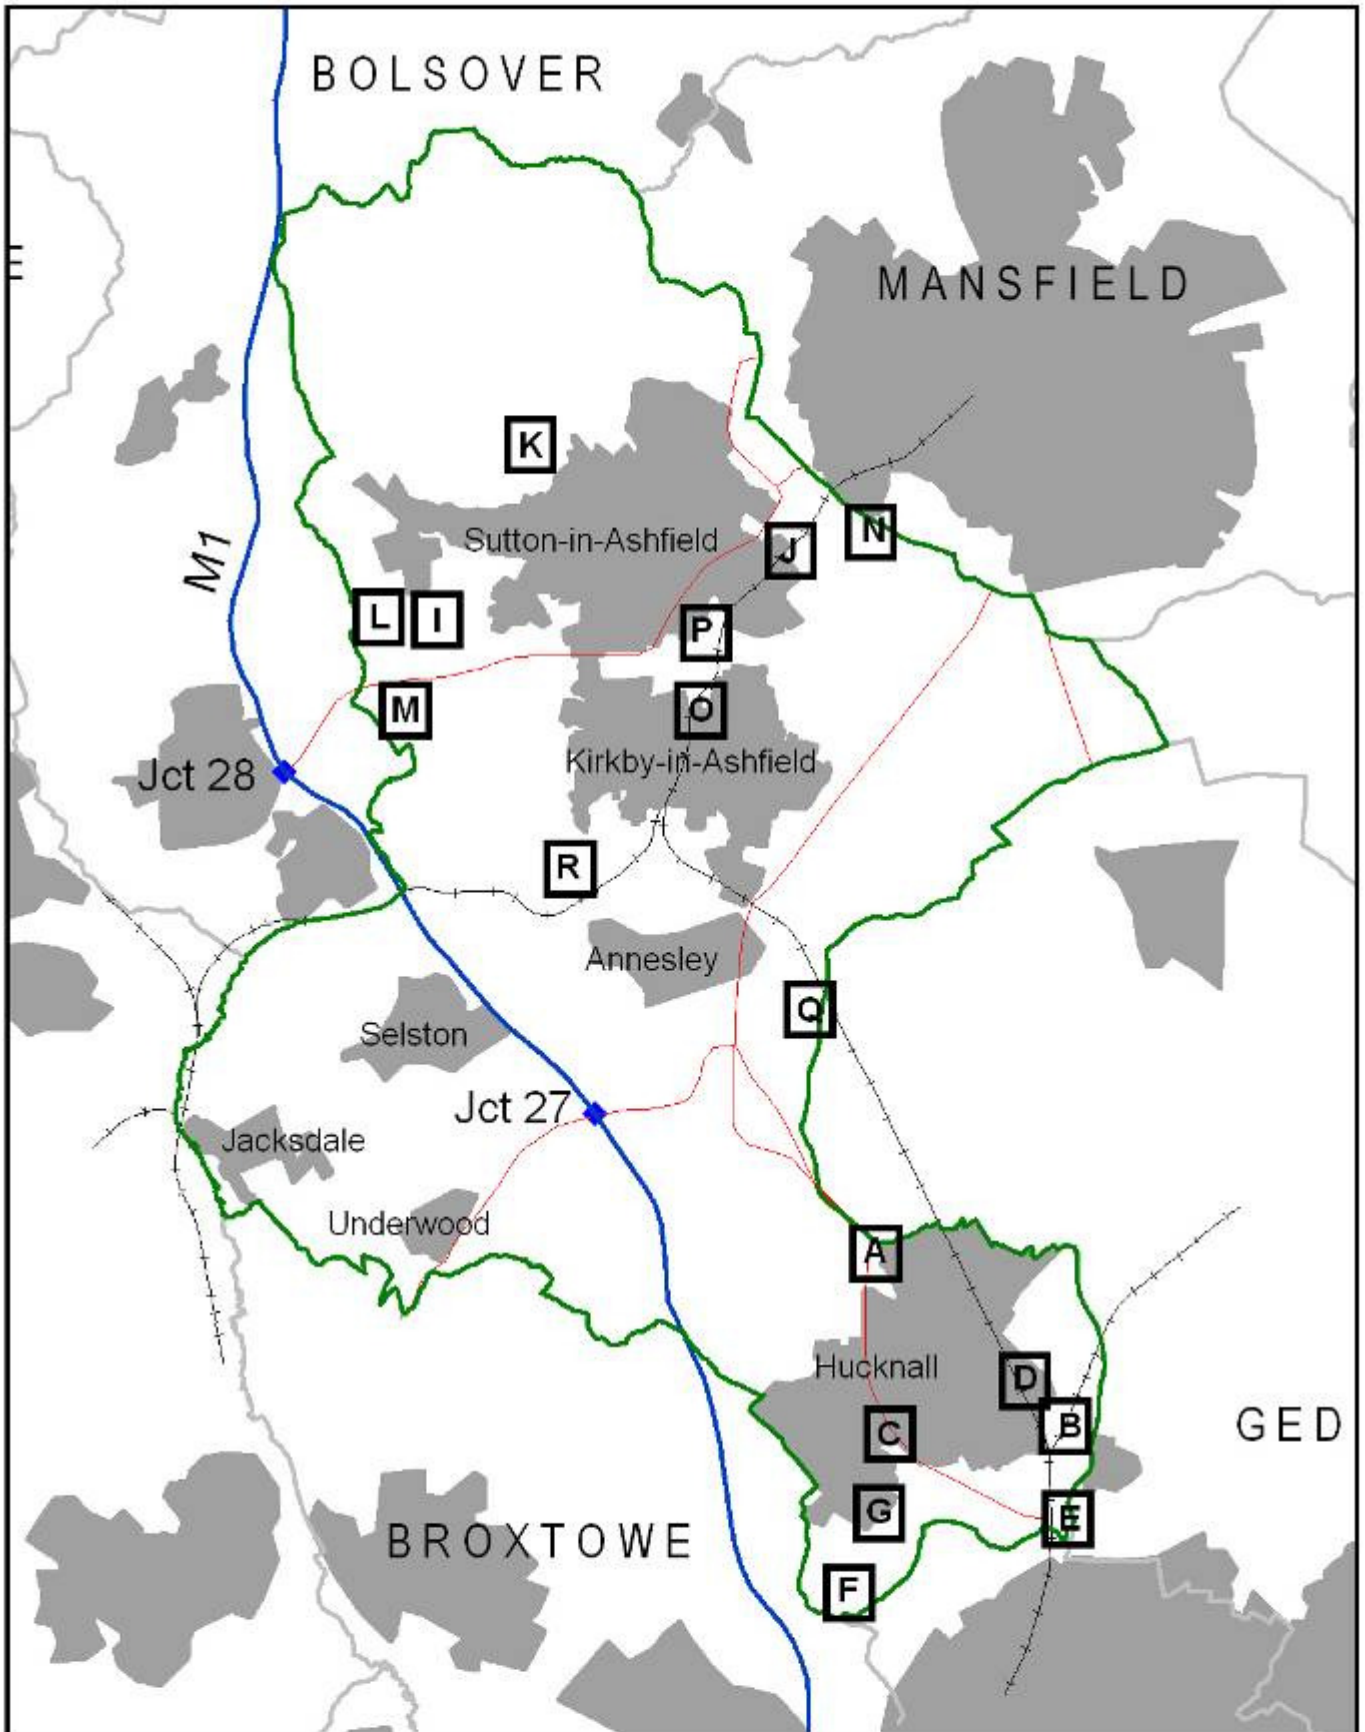 BOLSOVER
E
MANSFIELD
K
Sutton-in-Ashfield
J
N
M1
L
I
P
M
O
Kirkby-in-Ashfield
Jct 28
R
Annesley
Q
Selston
Jct 27
Jacksdale
Underwood
A
Hucknall
D
B
C
GED
G
E
BROXTOWE
F